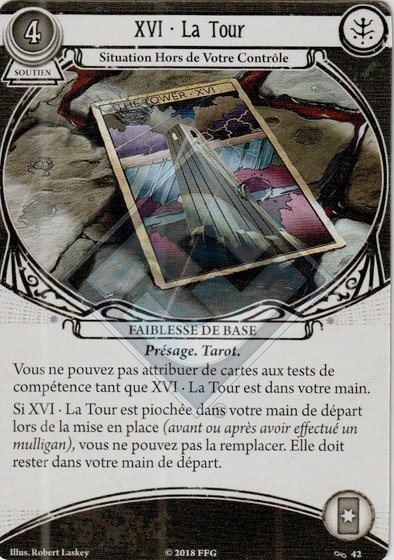 4
SOUTIEN
XVI · La Tour
Situation Hors de Votre Contrôle
THE TOWER · XVI
FAIBLESSE DE BASE
Présage. Tarot.
Vous ne pouvez pas attribuer de cartes aux tests de
compétence tant que XVI · La Tour est dans votre main.
Si XVI · La Tour est piochée dans votre main de départ
lors de la mise en place (avant ou après avoir effectué un
mulligan), vous ne pouvez pas la remplacer. Elle doit
rester dans votre main de départ.
Illus. Robert Laskey
© 2018 FFG
42